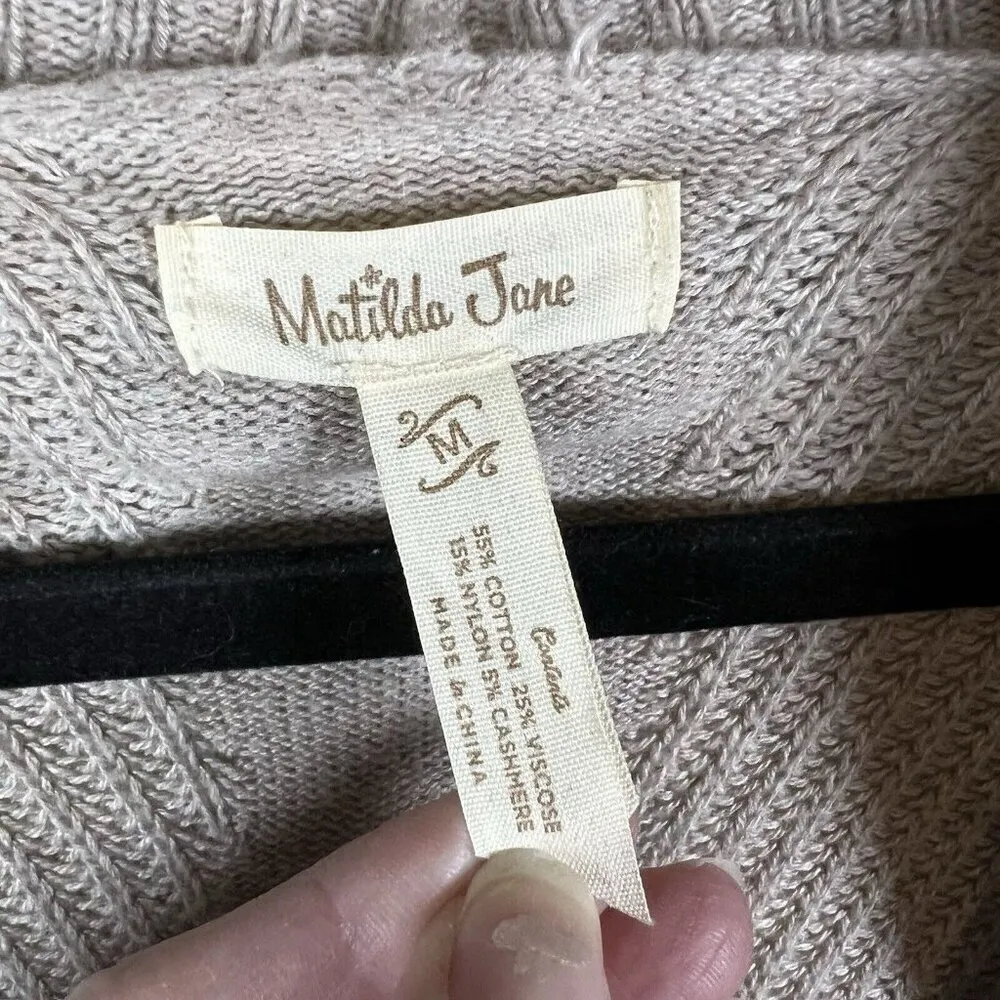 Matilda Jane
M
Contents
55% COTTON 25% VISCOSE
15% NYLON 5% CASHMERE
MADE in CHINA